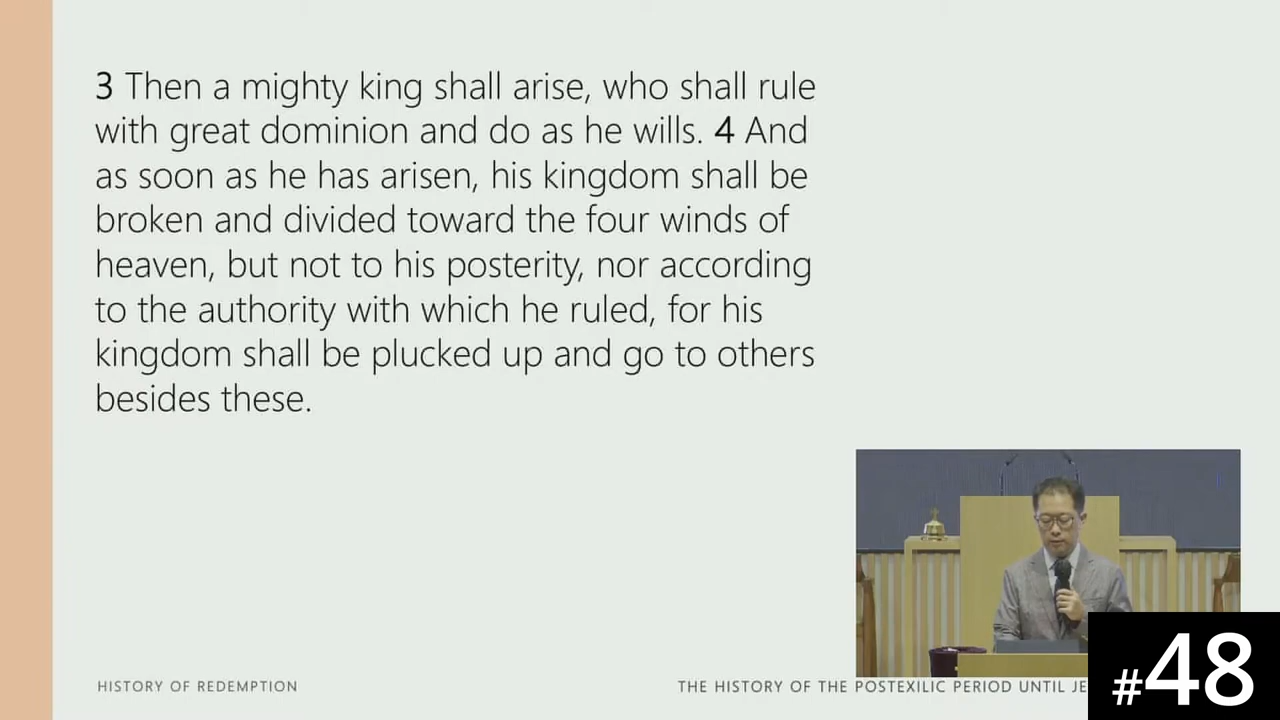 3 Then a mighty king shall arise, who shall rule
with great dominion and do as he wills. 4 And
as soon as he has arisen, his kingdom shall be
broken and divided toward the four winds of
heaven, but not to his posterity, nor according
to the authority with which he ruled, for his
kingdom shall be plucked up and go to others
besides these.
HISTORY OF REDEMPTION
THE HISTORY OF THE POSTEXILIC PERIOD UNTIL
#48